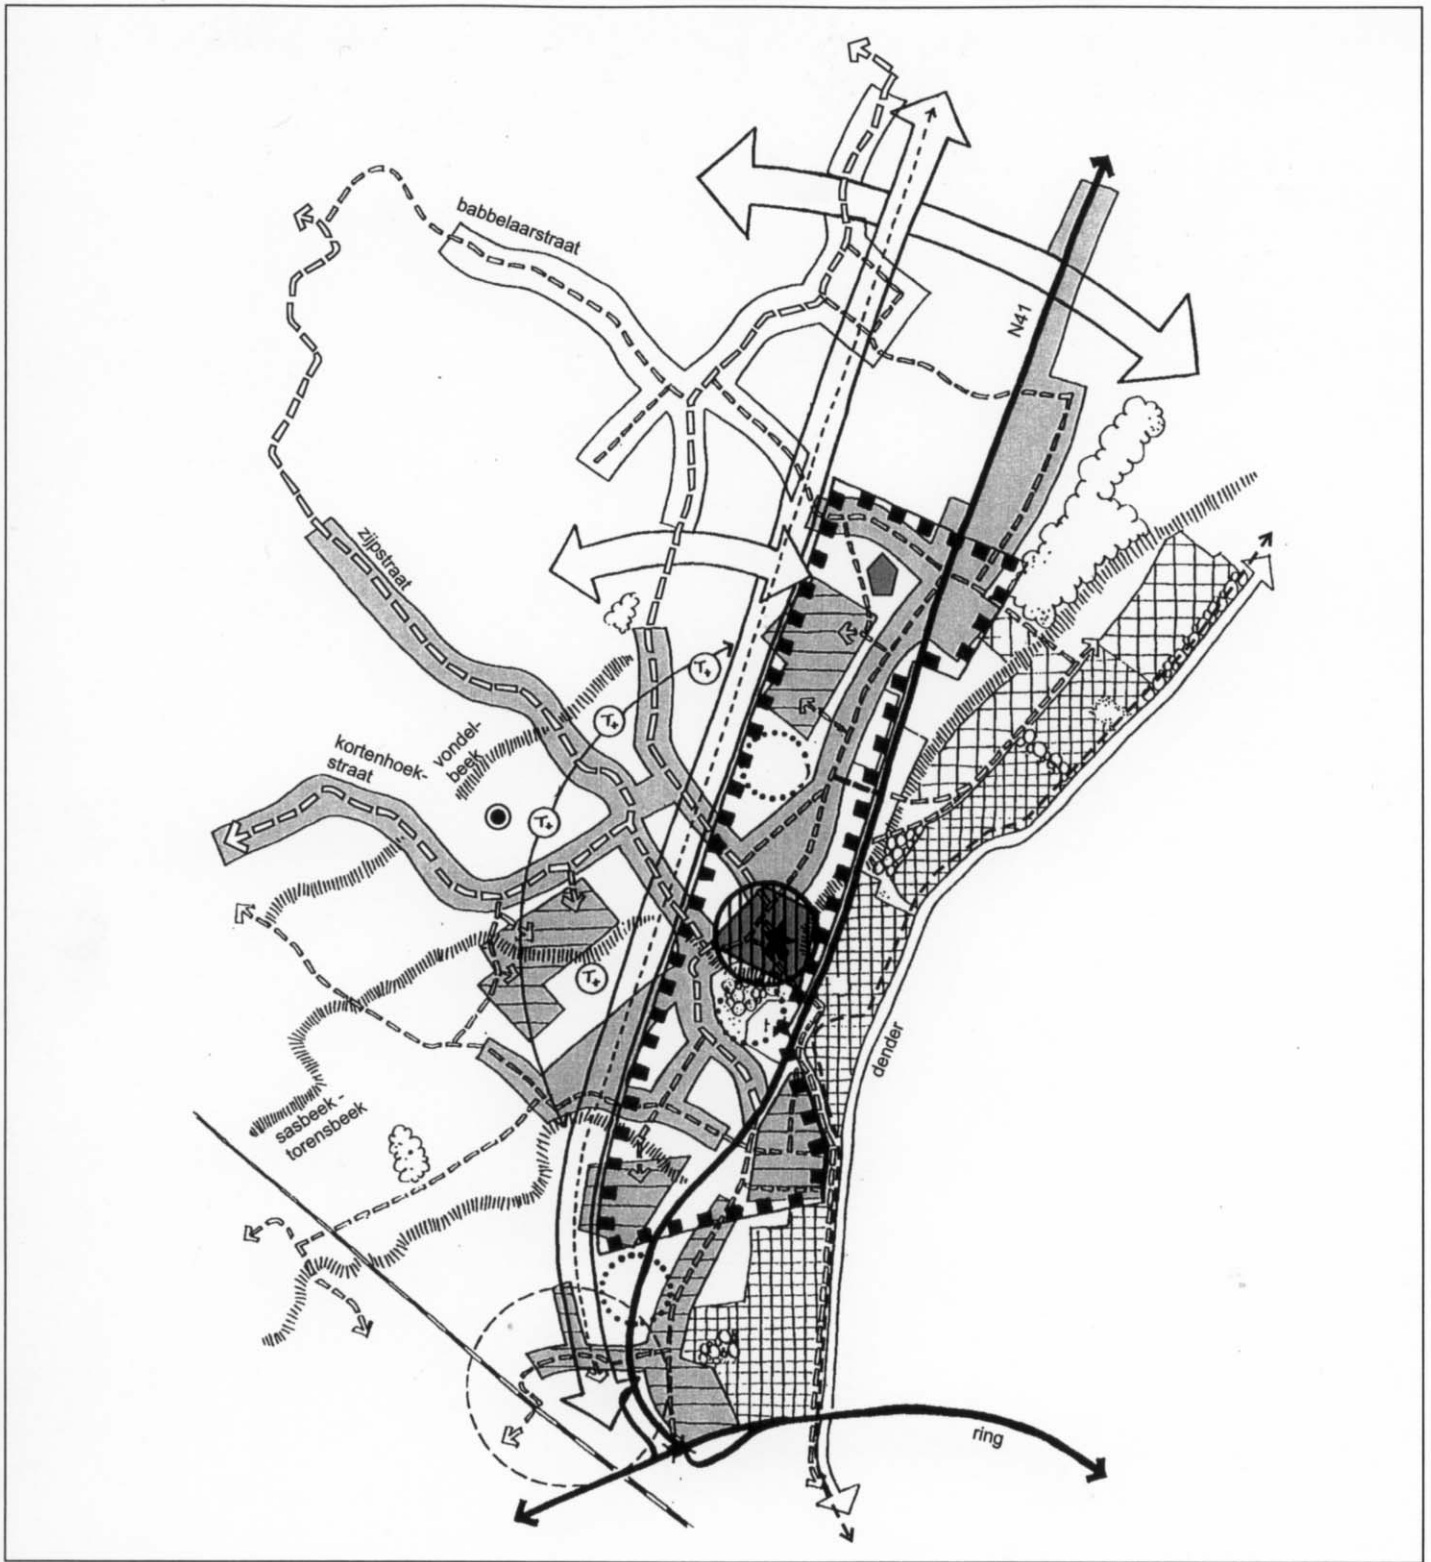 babbelaarstraat
N41
zijpstraat
vondel-
beek
kortenhoek-
straat
T+
T+
T+
T+
dender
sasbeek -
torensbeek
ring